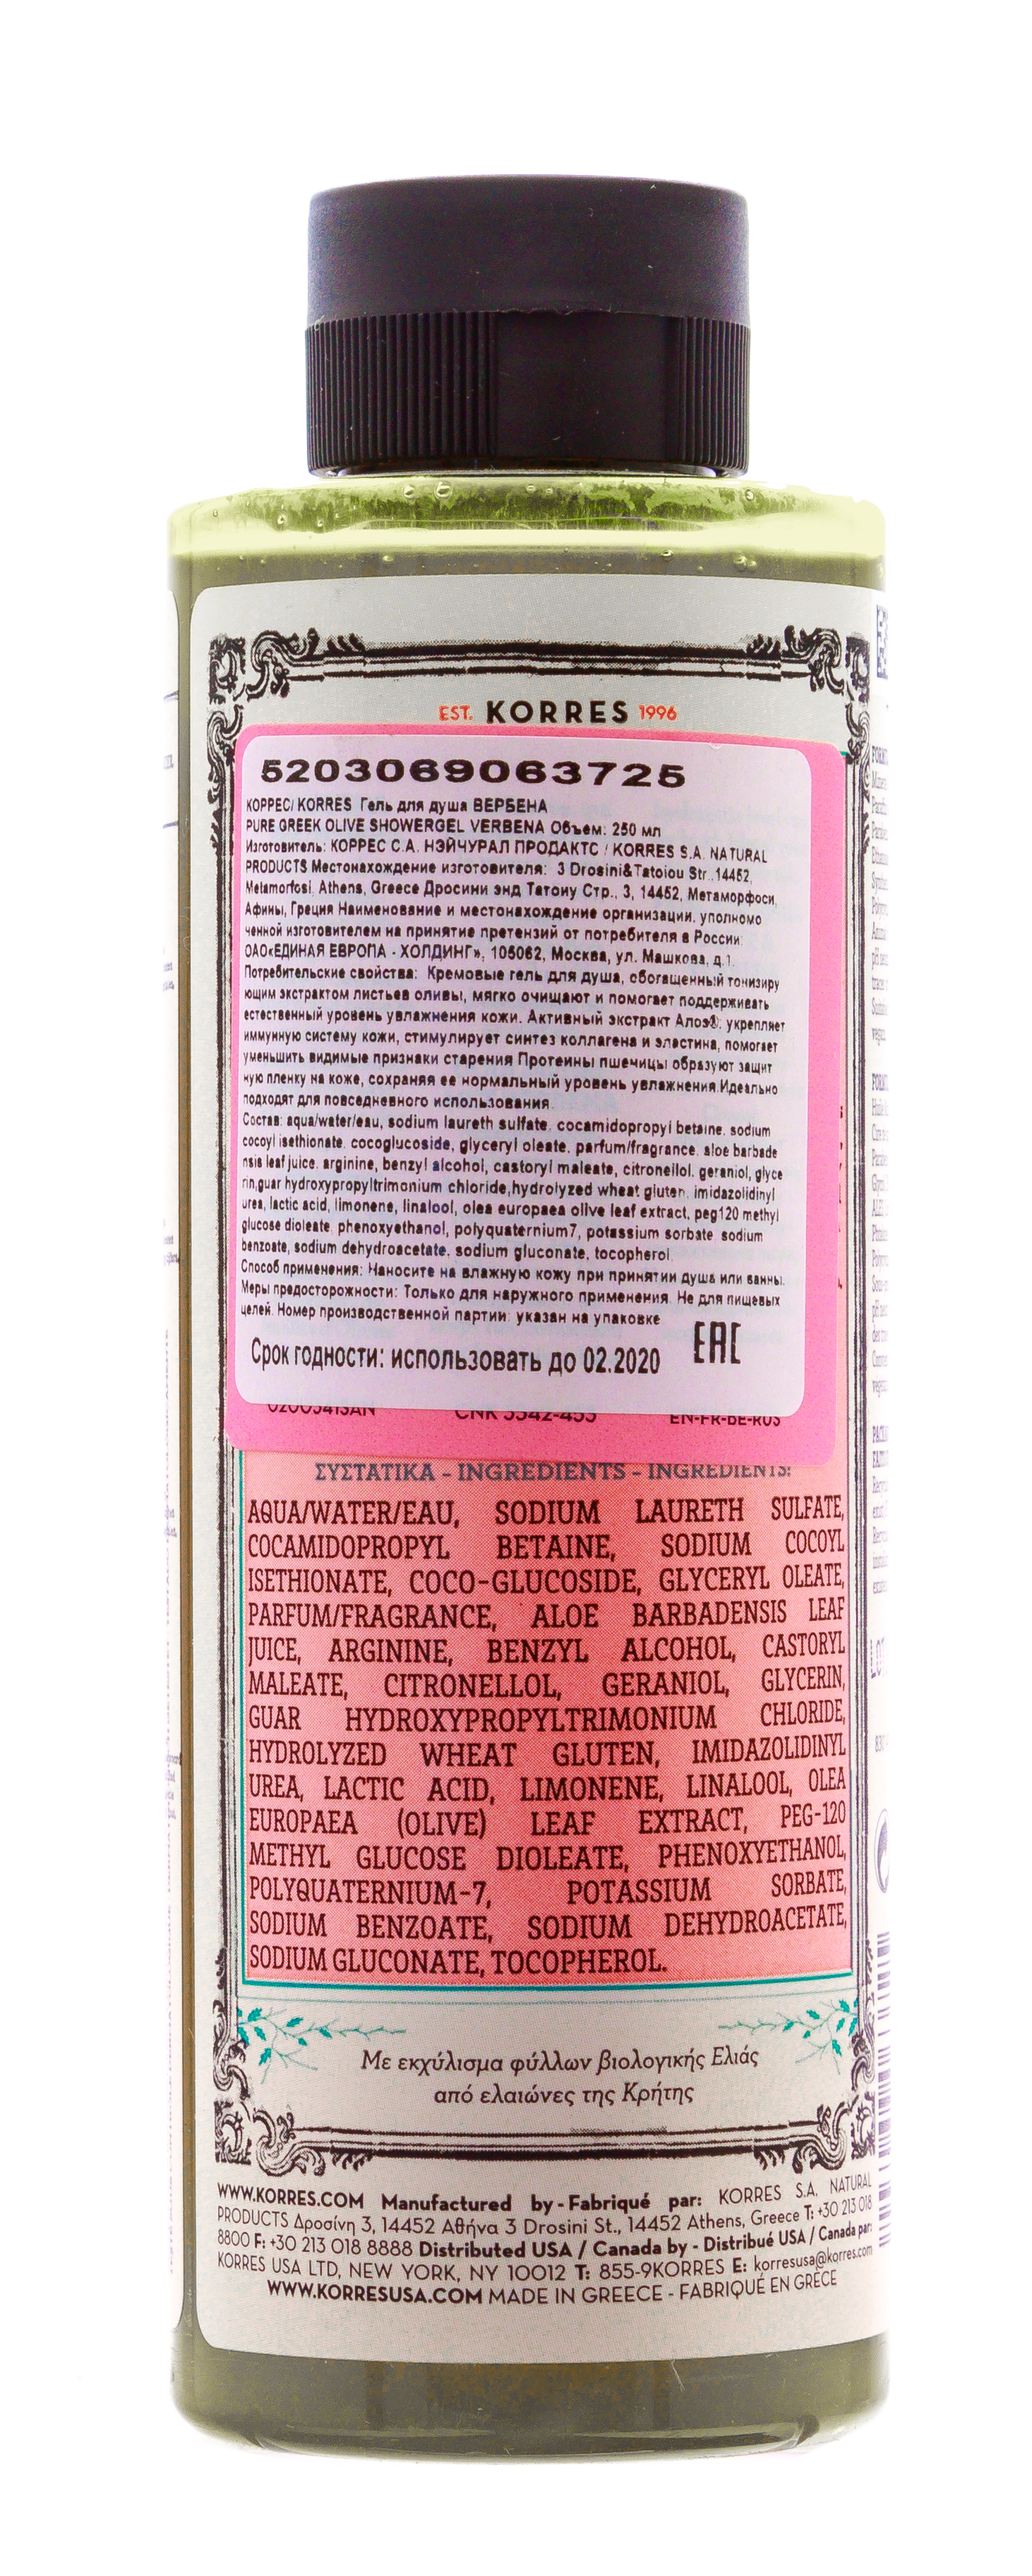 EST. KORRES 1996
5203069063725
КОРРЕС/ KORRES Гель для душа ВЕРБЕНА
PURE GREEK OLIVE SHOWERGEL VERBENA Объем: 250 мл
Изготовитель: КОРРЕС С.А. НЭЙЧУРАЛ ПРОДАКТС / KORRES S.A. NATURAL
PRODUCTS Местонахождение изготовителя: 3 Drosini&Tatoiou Str.,14452,
Metamorfosi, Athens, Greece Дросини энд Татоиу Стр., 3, 14452, Метаморфоси,
Афины, Греция Наименование и местонахождение организации, уполномо
ченной изготовителем на принятие претензий от потребителя в России:
ОАО«ЕДИНАЯ ЕВРОПА - ХОЛДИНГ», 105062, Москва, ул. Машкова, д.1.
Потребительские свойства: Кремовые гель для душа, обогащенный тонизиру
ющим экстрактом листьев оливы, мягко очищают и помогает поддерживать
естественный уровень увлажнения кожи. Активный экстракт Алоэ®: укрепляет
иммунную систему кожи, стимулирует синтез коллагена и эластина, помогает
уменьшить видимые признаки старения Протеины пшеницы образуют защит
ную пленку на коже, сохраняя ее нормальный уровень увлажнения.Идеально
подходят для повседневного использования.
Состав: aqua/water/eau, sodium laureth sulfate, cocamidopropyl betaine, sodium
cocoyl isethionate, cocoglucoside, glyceryl oleate, parfum/fragrance, aloe barbade
nsis leaf juice, arginine, benzyl alcohol, castoryl maleate, citronellol, geraniol, glyce
rin,guar hydroxypropyltrimonium chloride,hydrolyzed wheat gluten, imidazolidinyl
urea, lactic acid, limonene, linalool, olea europaea olive leaf extract, peg120 methyl
glucose dioleate, phenoxyethanol, polyquaternium7, potassium sorbate, sodium
benzoate, sodium dehydroacetate, sodium gluconate, tocopherol.
Способ применения: Наносите на влажную кожу при принятии душа или ванны.
Меры предосторожности: Только для наружного применения. Не для пищевых
целей. Номер производственной партии: указан на упаковке
Срок годности: использовать до 02.2020 EAC
CNK 3342-455 EN-FR-DE-RUS
ΣΥΣΤΑΤΙΚΑ - INGREDIENTS - INGREDIENTS:
AQUA/WATER/EAU, SODIUM LAURETH SULFATE,
COCAMIDOPROPYL BETAINE, SODIUM COCOYL
ISETHIONATE, COCO-GLUCOSIDE, GLYCERYL OLEATE,
PARFUM/FRAGRANCE, ALOE BARBADENSIS LEAF
JUICE, ARGININE, BENZYL ALCOHOL, CASTORYL
MALEATE, CITRONELLOL, GERANIOL, GLYCERIN,
GUAR HYDROXYPROPYLTRIMONIUM CHLORIDE,
HYDROLYZED WHEAT GLUTEN, IMIDAZOLIDINYL
UREA, LACTIC ACID, LIMONENE, LINALOOL, OLEA
EUROPAEA (OLIVE) LEAF EXTRACT, PEG-120
METHYL GLUCOSE DIOLEATE, PHENOXYETHANOL,
POLYQUATERNIUM-7, POTASSIUM SORBATE,
SODIUM BENZOATE, SODIUM DEHYDROACETATE,
SODIUM GLUCONATE, TOCOPHEROL.
Με εκχύλισμα φύλλων βιολογικής Ελιάς
από ελαιώνες της Κρήτης
WWW.KORRES.COM Manufactured by - Fabriqué par: KORRES S.A. NATURAL
PRODUCTS Δροσίνη 3, 14452 Αθήνα 3 Drosini St., 14452 Athens, Greece T: +30 213 018
8800 F: +30 213 018 8888 Distributed USA / Canada by - Distribué USA / Canada par:
KORRES USA LTD, NEW YORK, NY 10012 T: 855-9KORRES E: korresusa@korres.com
WWW.KORRESUSA.COM MADE IN GREECE - FABRIQUÉ EN GRÈCE